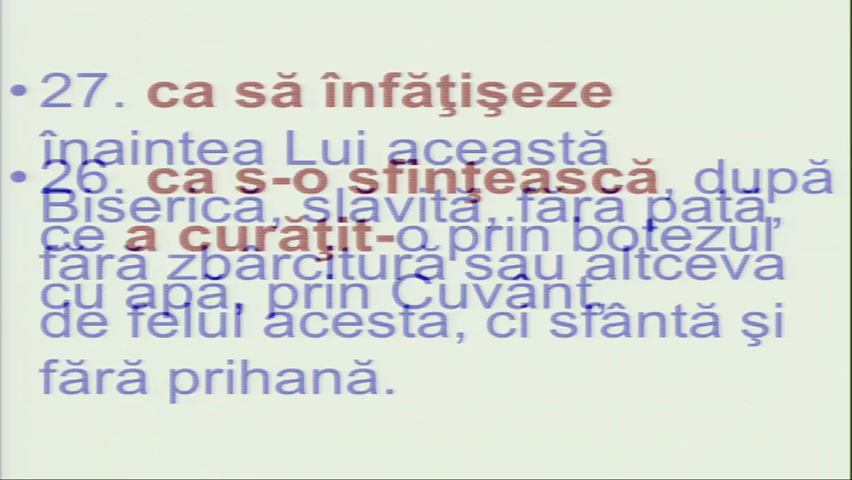 • 27. ca să înfăţişeze
înaintea Lui această
Biserică, slăvită, fără pată,
fără zbârcitură sau altceva
de felul acesta, ci sfântă şi
fără prihană.
• 26. ca s-o sfinţească, după
ce a curăţit-o prin botezul
cu apă, prin Cuvânt,